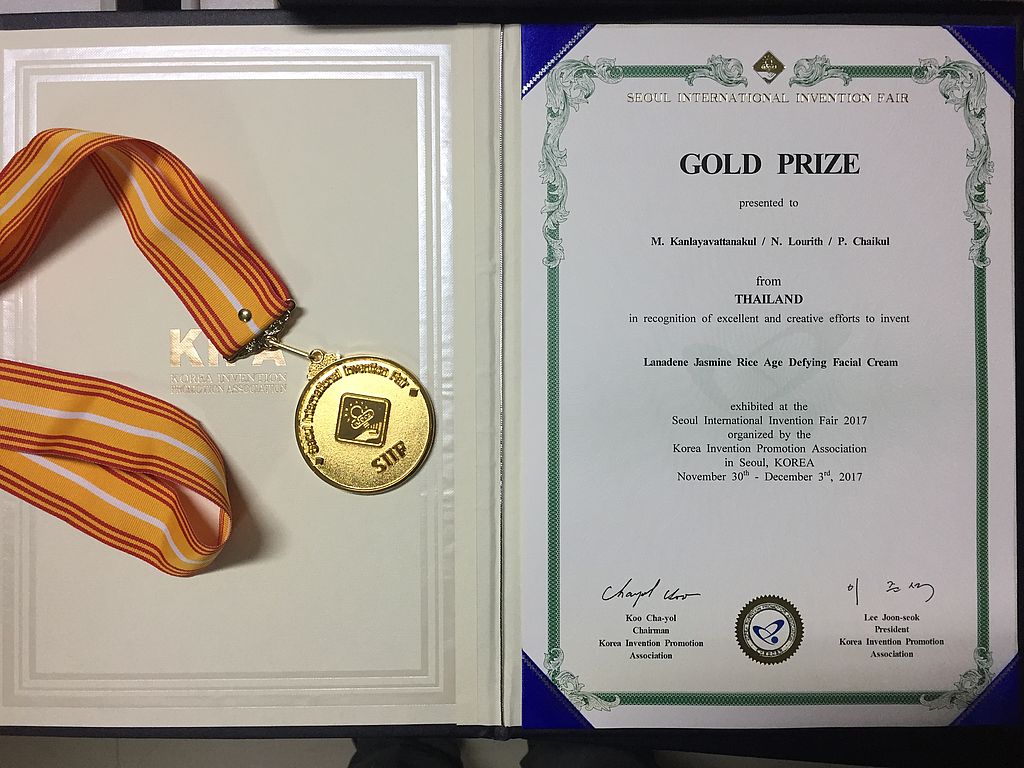 KIPA
KOREA INVENTION
PROMOTION ASSOCIATION
Seoul International Invention Fair
SIIF
SEOUL INTERNATIONAL INVENTION FAIR
GOLD PRIZE
presented to
M. Kanlayavattanakul / N. Lourith / P. Chaikul
from
THAILAND
in recognition of excellent and creative efforts to invent
Lanadene Jasmine Rice Age Defying Facial Cream
exhibited at the
Seoul International Invention Fair 2017
organized by the
Korea Invention Promotion Association
in Seoul, KOREA
November 30th - December 3rd, 2017
Koo Cha-yol
Chairman
Korea Invention Promotion
Association
이 준석
Lee Joon-seok
President
Korea Invention Promotion
Association